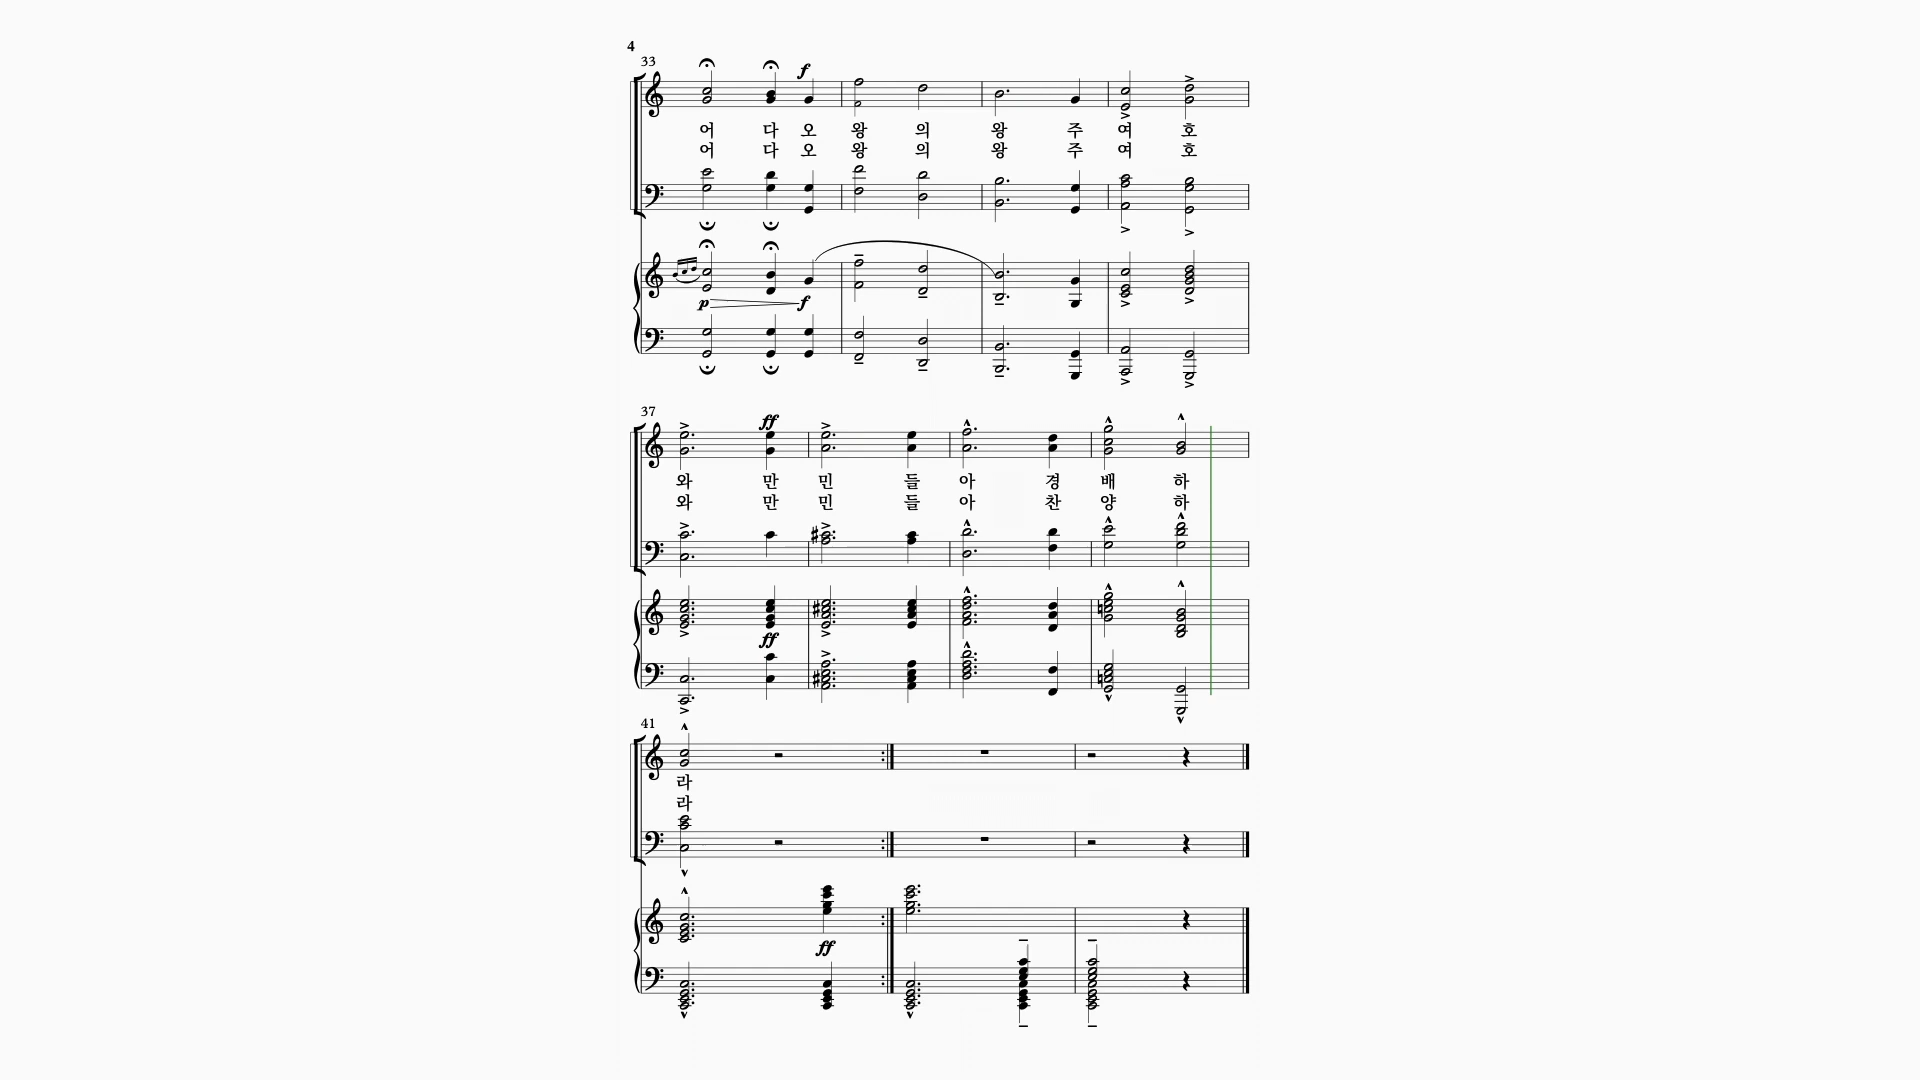 4
33
f
어 다 오 왕 의 왕 주 여 호
어 다 오 왕 의 왕 주 여 호
p f
37
ff
와 만 민 들 아 경 배 하
와 만 민 들 아 찬 양 하
ff
41
라
라
ff